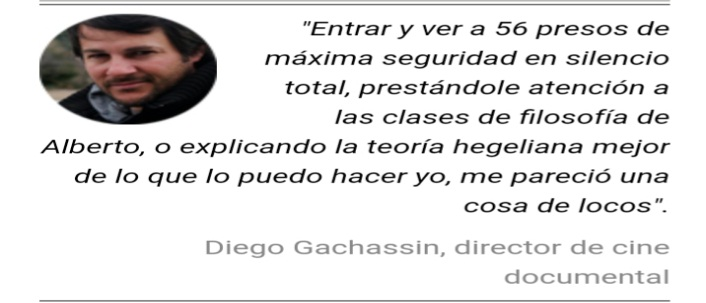 "Entrar y ver a 56 presos de
máxima seguridad en silencio
total, prestándole atención a
las clases de filosofía de
Alberto, o explicando la teoría hegeliana mejor
de lo que lo puedo hacer yo, me pareció una
cosa de locos".
Diego Gachassin, director de cine
documental